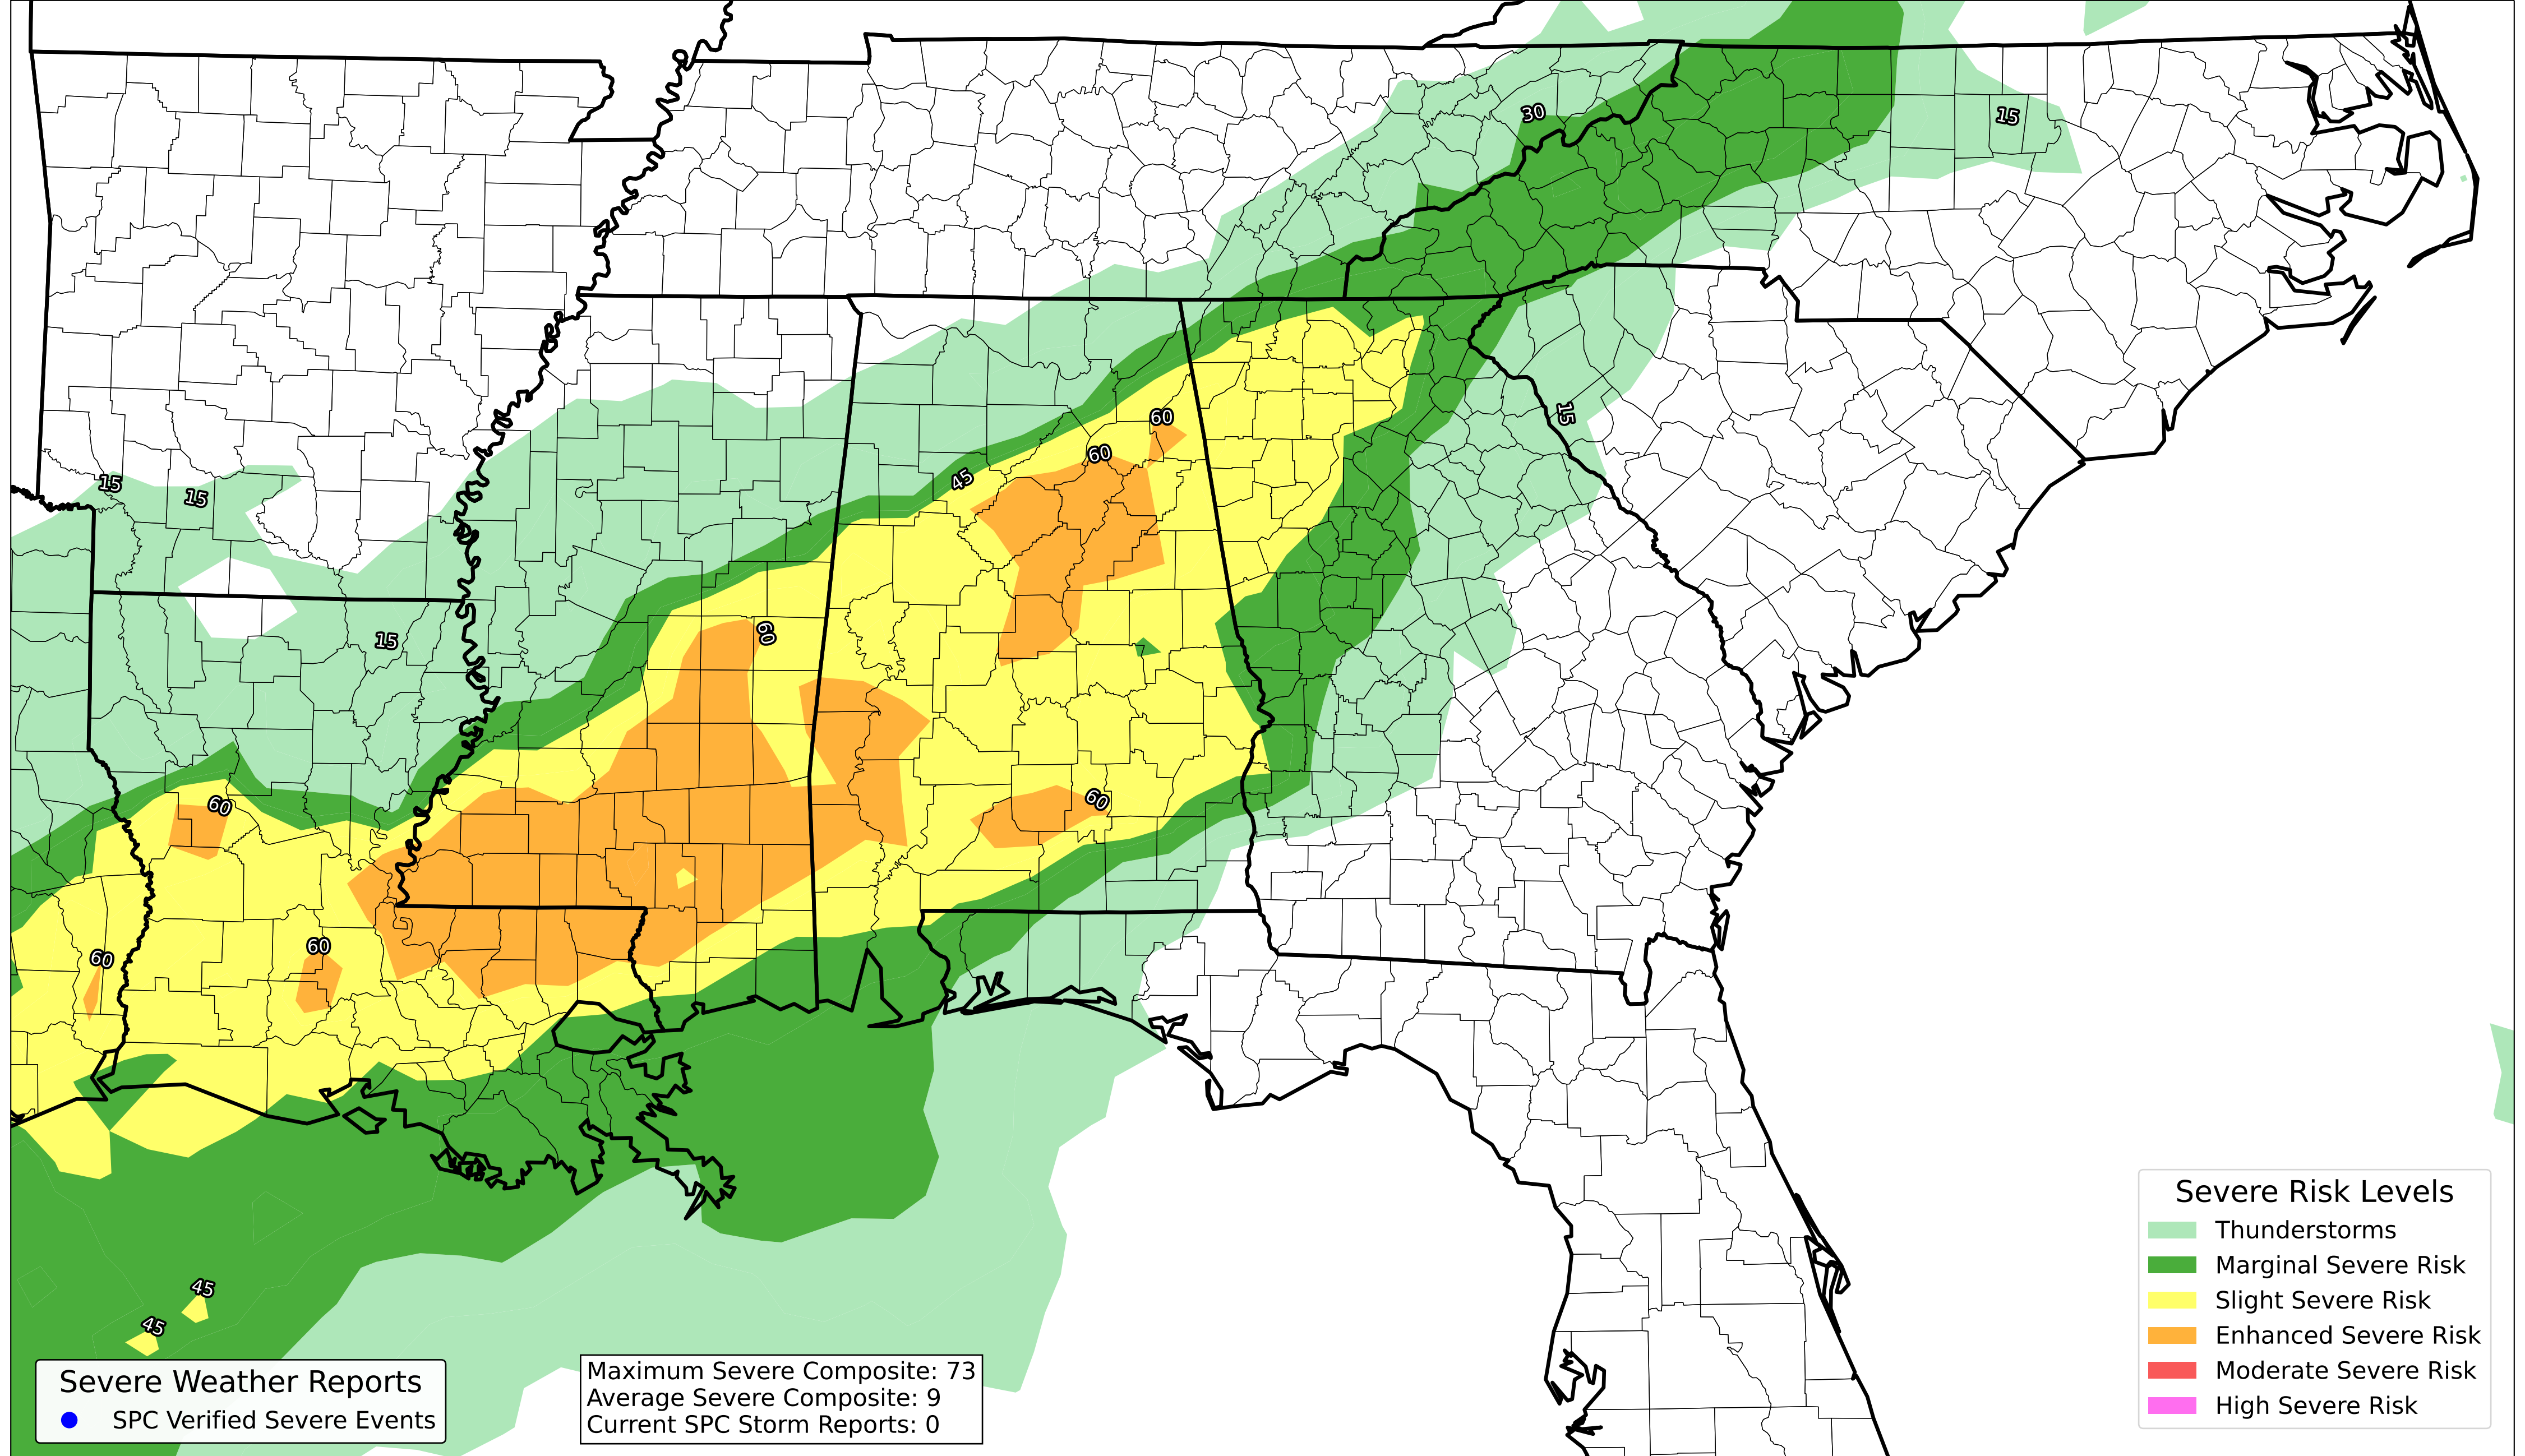 30
15
15
60
60
45
15
15
60
15
60
60
60
60
45
45
Severe Risk Levels
Thunderstorms
Marginal Severe Risk
Slight Severe Risk
Enhanced Severe Risk
Moderate Severe Risk
High Severe Risk
Severe Weather Reports
SPC Verified Severe Events
Maximum Severe Composite: 73
Average Severe Composite: 9
Current SPC Storm Reports: 0